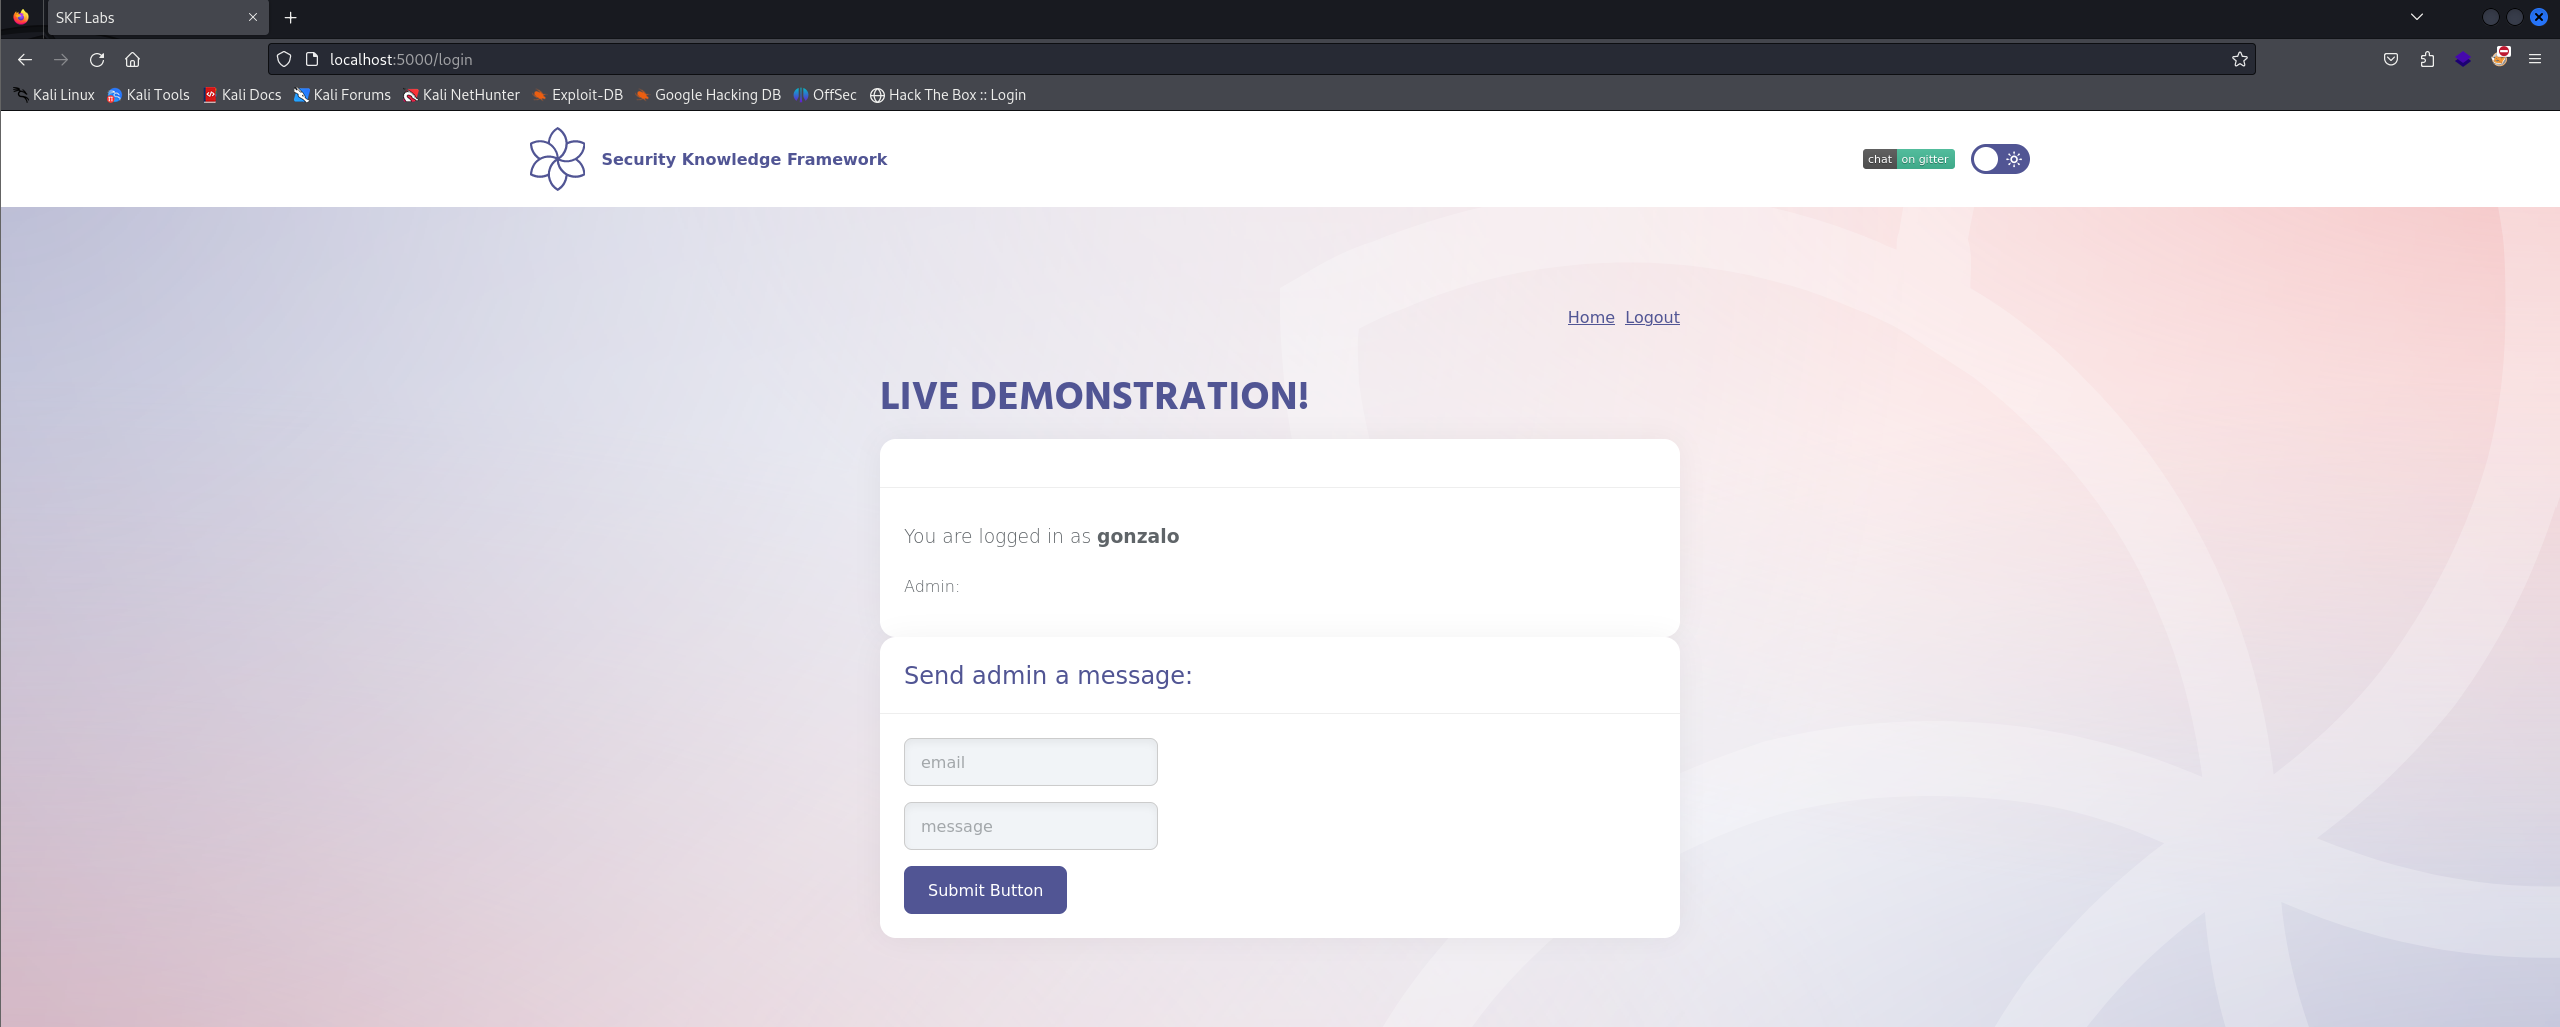 SKF Labs
localhost:5000/login
Kali Linux Kali Tools Kali Docs Kali Forums Kali NetHunter Exploit-DB Google Hacking DB OffSec Hack The Box :: Login
Security Knowledge Framework
chat on gitter
Home Logout
LIVE DEMONSTRATION!
You are logged in as gonzalo
Admin:
Send admin a message:
email
message
Submit Button